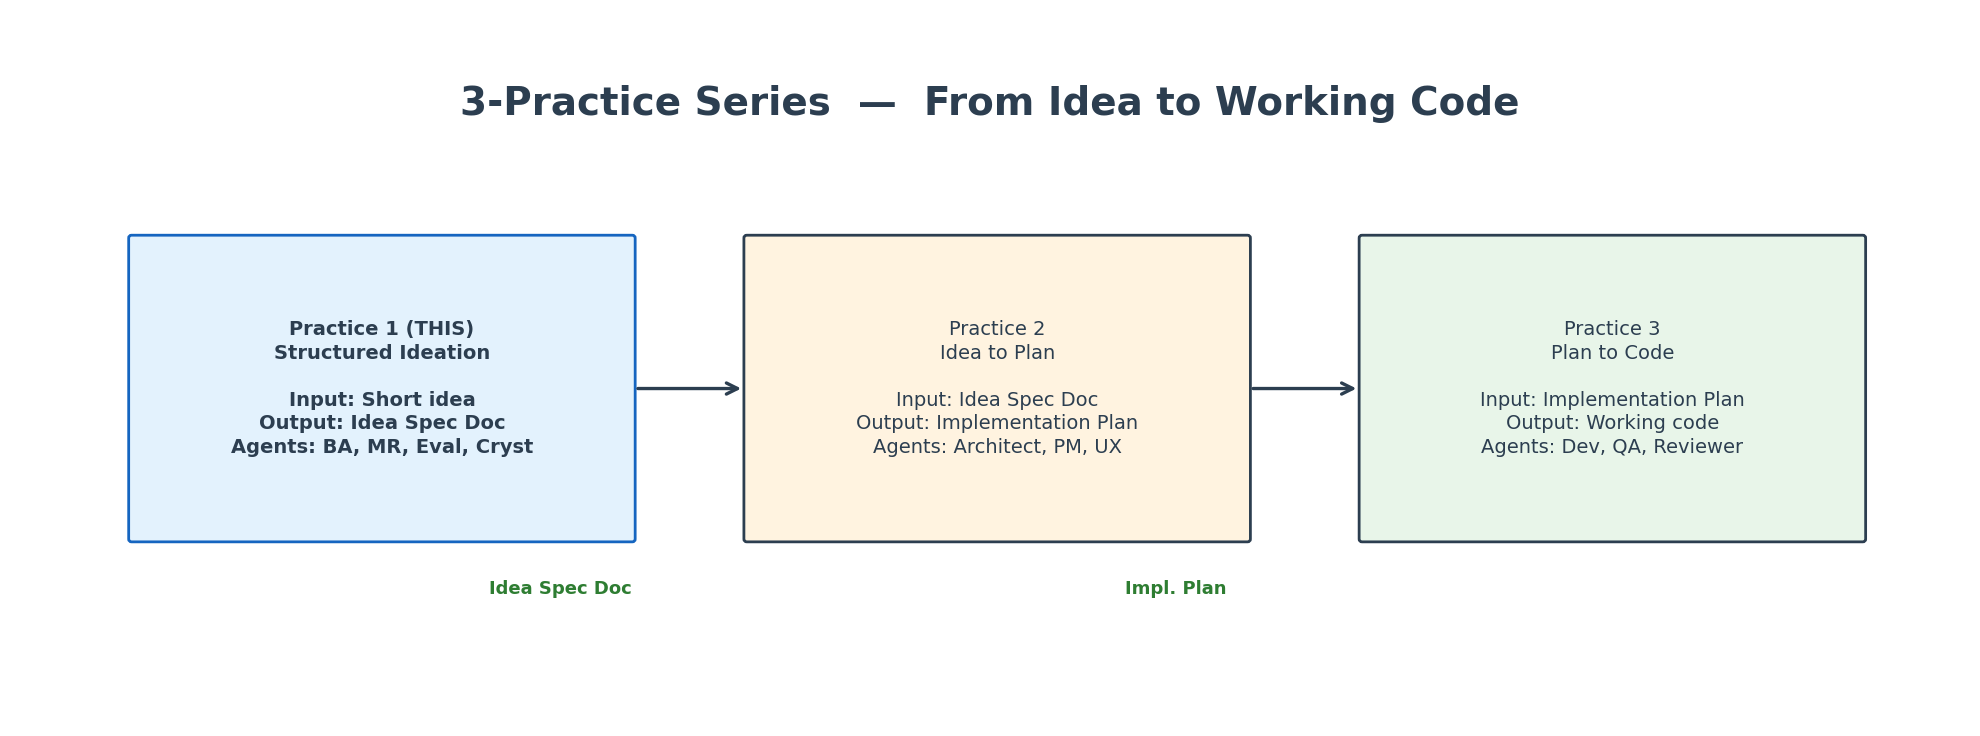 3-Practice Series — From Idea to Working Code
Practice 1 (THIS)
Structured Ideation
Input: Short idea
Output: Idea Spec Doc
Agents: BA, MR, Eval, Cryst
Practice 2
Idea to Plan
Input: Idea Spec Doc
Output: Implementation Plan
Agents: Architect, PM, UX
Practice 3
Plan to Code
Input: Implementation Plan
Output: Working code
Agents: Dev, QA, Reviewer
Idea Spec Doc
Impl. Plan